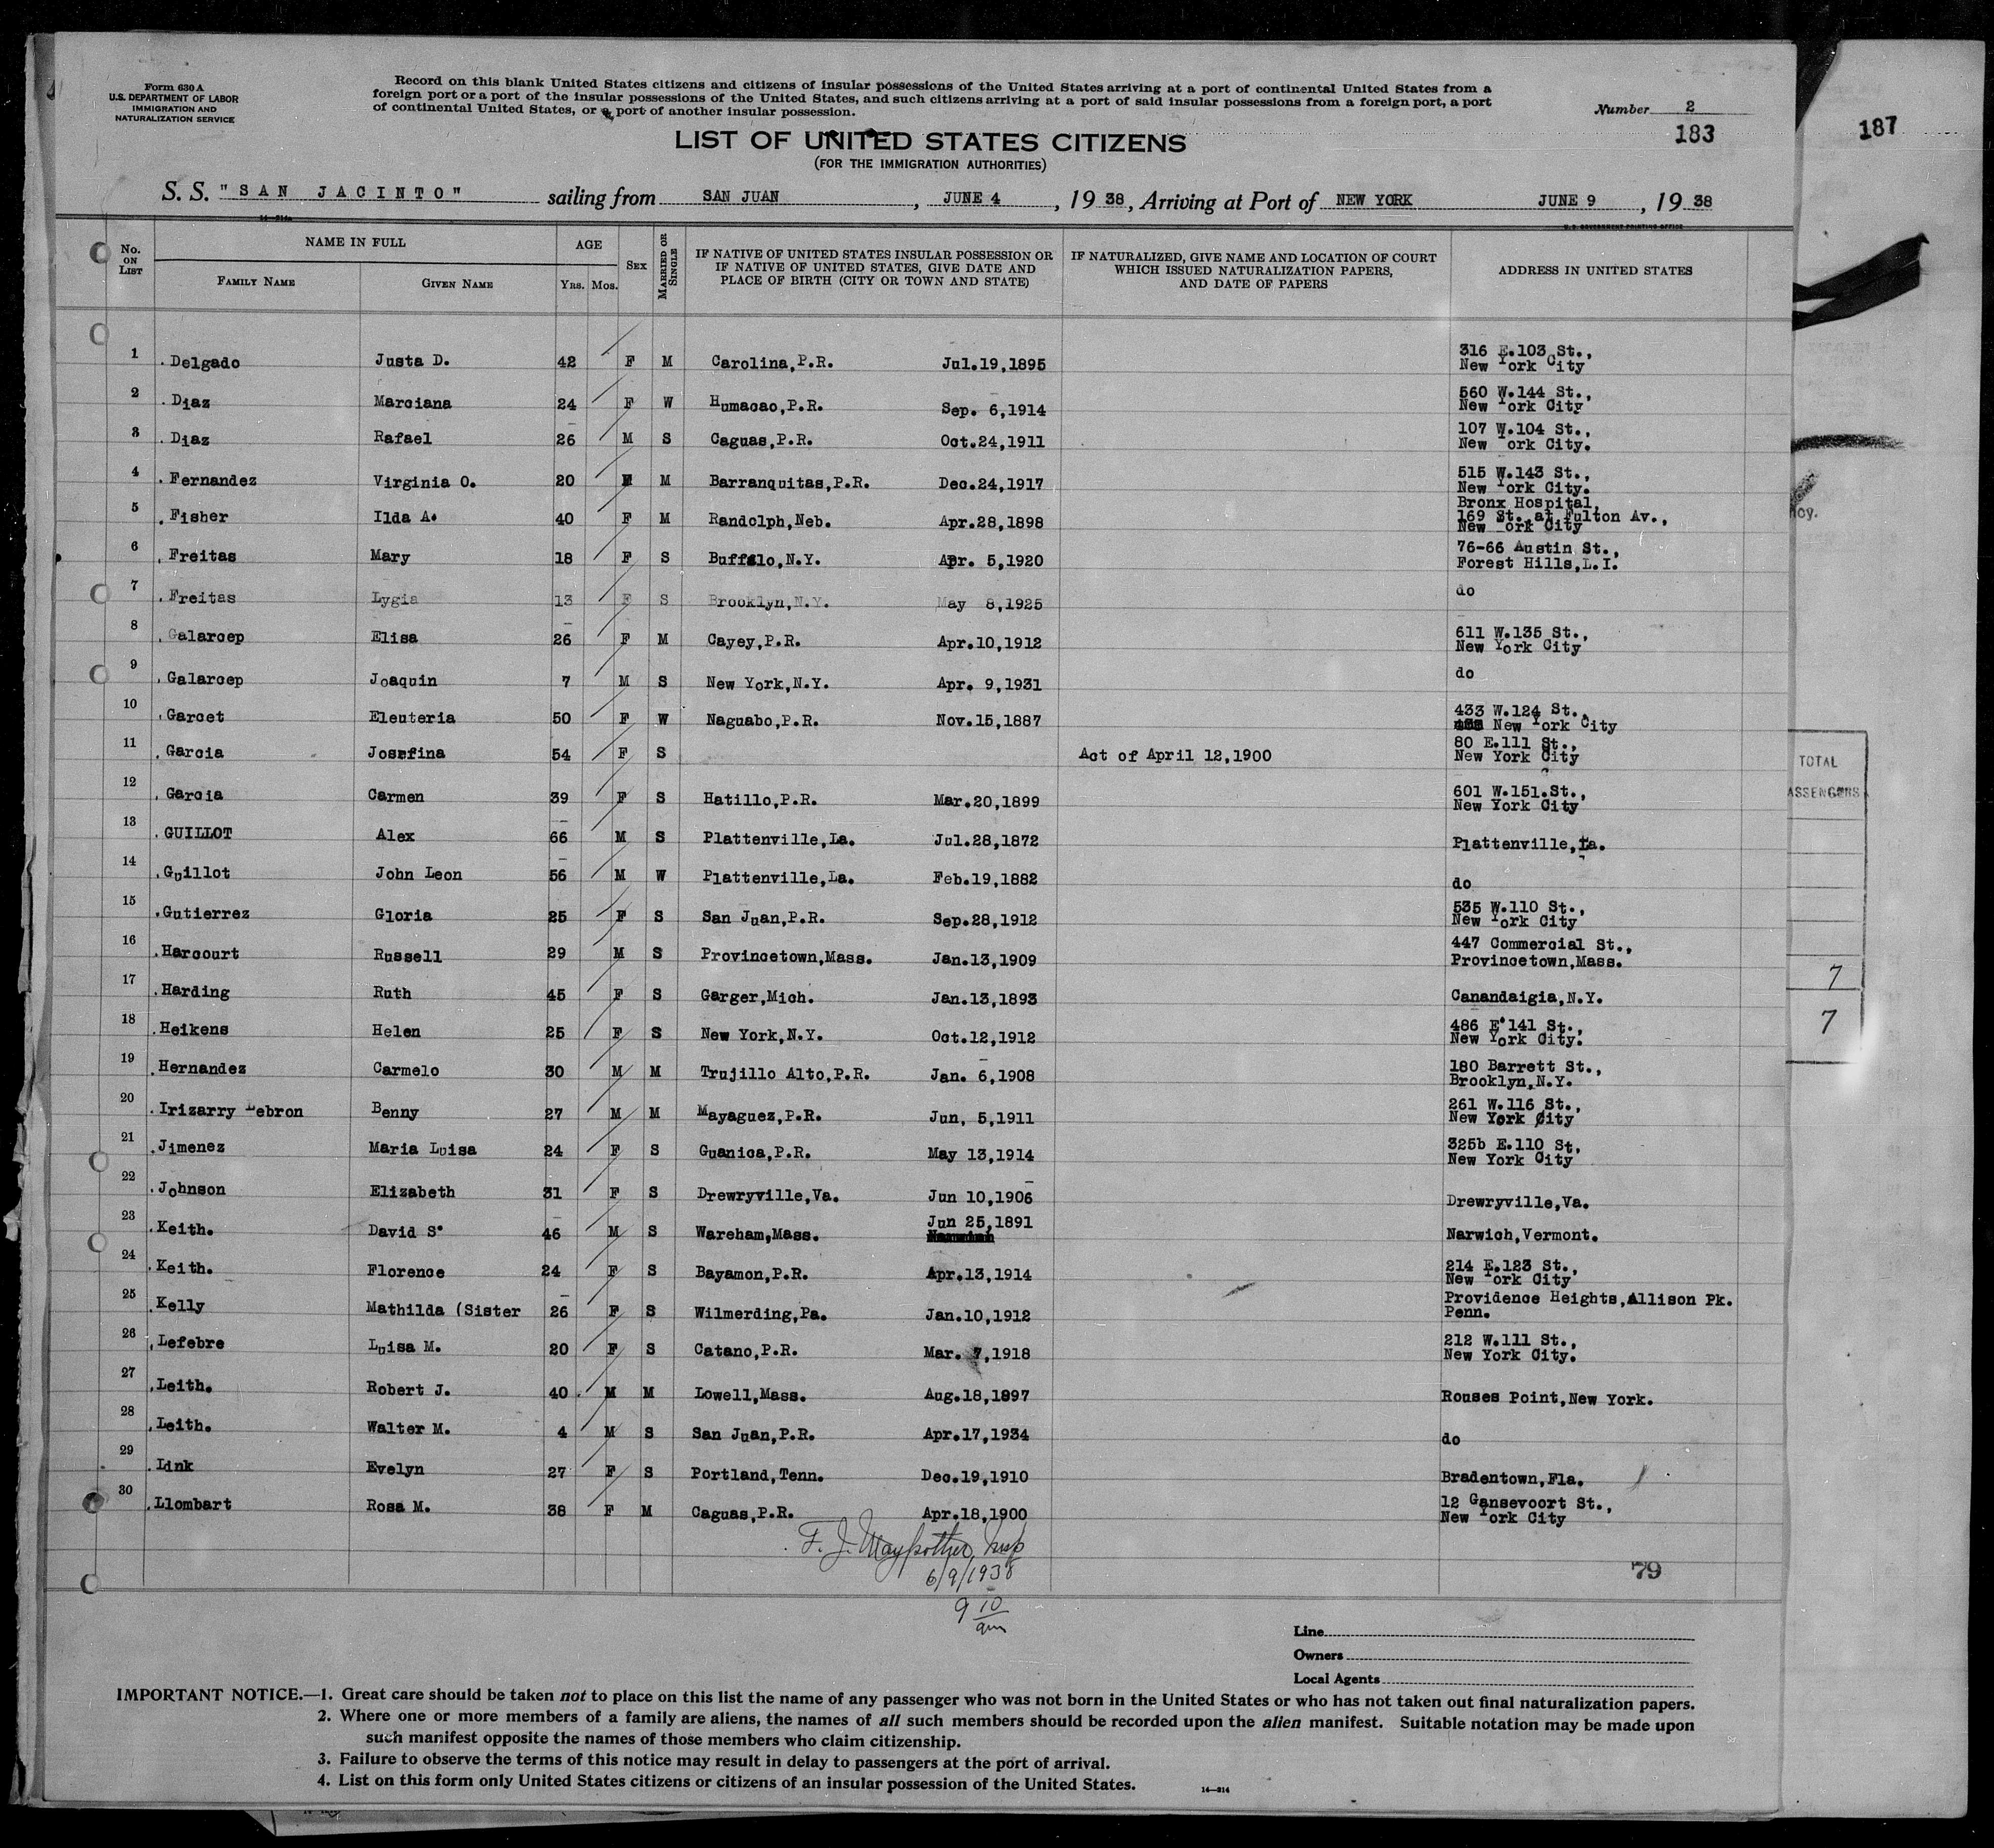 Form 630 A
U.S. DEPARTMENT OF LABOR
IMMIGRATION AND
NATURALIZATION SERVICE
Record on this blank United States citizens and citizens of insular possessions of the United States arriving at a port of continental United States from a
foreign port or a port of the insular possessions of the United States, and such citizens arriving at a port of said insular possessions from a foreign port, a port
of continental United States, or a port of another insular possession.
Number 2
183
187
LIST OF UNITED STATES CITIZENS
(FOR THE IMMIGRATION AUTHORITIES)
S. S. "SAN JACINTO" sailing from SAN JUAN, JUNE 4, 1938, Arriving at Port of NEW YORK JUNE 9, 1938
14—214a
U.S. GOVERNMENT PRINTING OFFICE
No. ON LIST
NAME IN FULL
FAMILY NAME
GIVEN NAME
AGE
YRS. MOS.
SEX
MARRIED OR SINGLE
IF NATIVE OF UNITED STATES INSULAR POSSESSION OR
IF NATIVE OF UNITED STATES, GIVE DATE AND
PLACE OF BIRTH (CITY OR TOWN AND STATE)
IF NATURALIZED, GIVE NAME AND LOCATION OF COURT
WHICH ISSUED NATURALIZATION PAPERS,
AND DATE OF PAPERS
ADDRESS IN UNITED STATES
1 Delgado Justa D. 42 F M Carolina,P.R. Jul.19,1895 316 E.103 St.,
New York City
2 Diaz Marciana 24 F W Humacao,P.R. Sep. 6,1914 560 W.144 St.,
New York City
3 Diaz Rafael 26 M S Caguas,P.R. Oct.24,1911 107 W.104 St.,
New York City.
4 Fernandez Virginia O. 20 M Barranquitas,P.R. Dec.24,1917 515 W.143 St.,
New York City.
5 Fisher Ilda A. 40 F M Randolph,Neb. Apr.28,1898 Bronx Hospital,
169 St. at Fulton Av.,
New York City
6 Freitas Mary 18 F S Buffalo,N.Y. Apr. 5,1920 76-66 Austin St.,
Forest Hills,L.I.
7 Freitas Lygia 13 F S Brooklyn,N.Y. May 8,1925 do
8 Galarcep Elisa 26 F M Cayey,P.R. Apr.10,1912 611 W.135 St.,
New York City
9 Galarcep Joaquin 7 M S New York,N.Y. Apr. 9,1931 do
10 Garcet Eleuteria 50 F W Naguabo,P.R. Nov.15,1887 433 W.124 St.,
New York City
11 Garcia Josefina 54 F S Act of April 12,1900 80 E.111 St.,
New York City
12 Garcia Carmen 39 F S Hatillo,P.R. Mar.20,1899 601 W.151.St.,
New York City
13 GUILLOT Alex 66 M S Plattenville,La. Jul.28,1872 Plattenville,La.
14 Guillot John Leon 56 M W Plattenville,La. Feb.19,1882 do
15 Gutierrez Gloria 25 F S San Juan,P.R. Sep.28,1912 535 W.110 St.,
New York City
16 Harcourt Russell 29 M S Provincetown,Mass. Jan.13,1909 447 Commercial St.,
Provincetown,Mass.
17 Harding Ruth 45 F S Garger,Mich. Jan.13,1893 Canandaigia,N.Y.
18 Heikens Helen 25 F S New York,N.Y. Oct.12,1912 486 E.141 St.,
New York City.
19 Hernandez Carmelo 30 M M Trujillo Alto,P.R. Jan. 6,1908 180 Barrett St.,
Brooklyn,N.Y.
20 Irizarry Lebron Benny 27 M M Mayaguez,P.R. Jun, 5,1911 261 W.116 St.,
New York City
21 Jimenez Maria Luisa 24 F S Guanica,P.R. May 13,1914 325b E.110 St,
New York City
22 Johnson Elizabeth 31 F S Drewryville,Va. Jun 10,1906 Drewryville,Va.
23 Keith. David S. 46 M S Wareham,Mass. Jun 25,1891 Narwich,Vermont.
24 Keith. Florence 24 F S Bayamon,P.R. Apr.13,1914 214 E.123 St.,
New York City
25 Kelly Mathilda (Sister 26 F S Wilmerding,Pa. Jan.10,1912 Providence Heights,Allison Pk.
Penn.
26 Lefebre Luisa M. 20 F S Catano,P.R. Mar. 7,1918 212 W.111 St.,
New York City.
27 Leith. Robert J. 40 M M Lowell,Mass. Aug.18,1897 Rouses Point,New York.
28 Leith. Walter M. 4 M S San Juan,P.R. Apr.17,1934 do
29 Link Evelyn 27 F S Portland,Tenn. Dec.19,1910 Bradentown,Fla.
30 Llombart Rosa M. 38 F M Caguas,P.R. Apr.18,1900 12 Gansevoort St.,
New York City
F. J. Maypother Insp
6/9/1938
9 10
am
79
TOTAL
PASSENGERS
7
7
Line
Owners
Local Agents
IMPORTANT NOTICE.—1. Great care should be taken not to place on this list the name of any passenger who was not born in the United States or who has not taken out final naturalization papers.
2. Where one or more members of a family are aliens, the names of all such members should be recorded upon the alien manifest. Suitable notation may be made upon
such manifest opposite the names of those members who claim citizenship.
3. Failure to observe the terms of this notice may result in delay to passengers at the port of arrival.
4. List on this form only United States citizens or citizens of an insular possession of the United States.
14—214